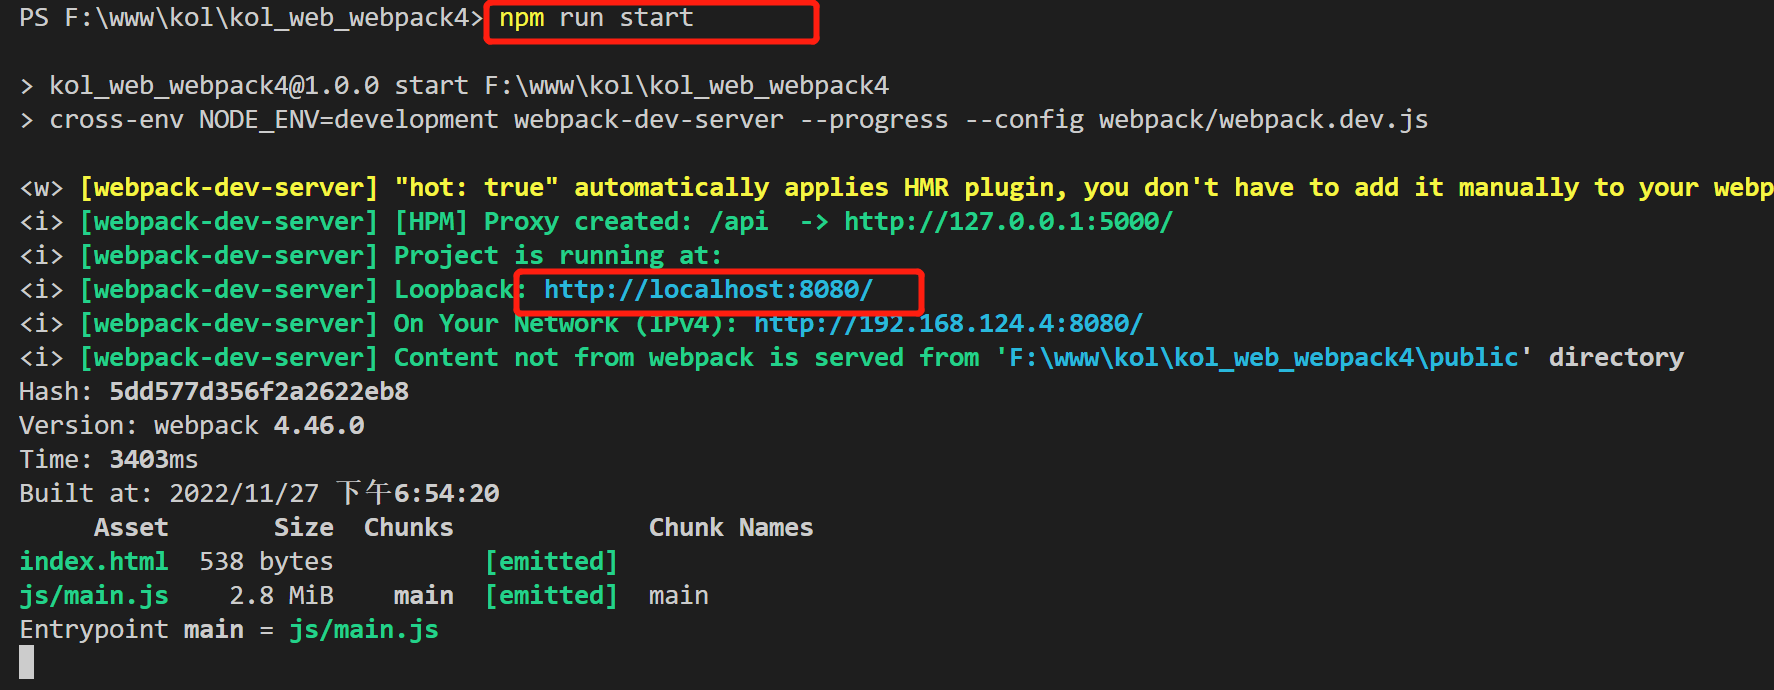 PS F:\www\kol\kol_web_webpack4> npm run start
> kol_web_webpack4@1.0.0 start F:\www\kol\kol_web_webpack4
> cross-env NODE_ENV=development webpack-dev-server --progress --config webpack/webpack.dev.js
<w> [webpack-dev-server] "hot: true" automatically applies HMR plugin, you don't have to add it manually to your webp
<i> [webpack-dev-server] [HPM] Proxy created: /api  -> http://127.0.0.1:5000/
<i> [webpack-dev-server] Project is running at:
<i> [webpack-dev-server] Loopback: http://localhost:8080/
<i> [webpack-dev-server] On Your Network (IPv4): http://192.168.124.4:8080/
<i> [webpack-dev-server] Content not from webpack is served from 'F:\www\kol\kol_web_webpack4\public' directory
Hash: 5dd577d356f2a2622eb8
Version: webpack 4.46.0
Time: 3403ms
Built at: 2022/11/27 下午6:54:20
Asset Size Chunks Chunk Names
index.html 538 bytes [emitted]
js/main.js 2.8 MiB main [emitted] main
Entrypoint main = js/main.js